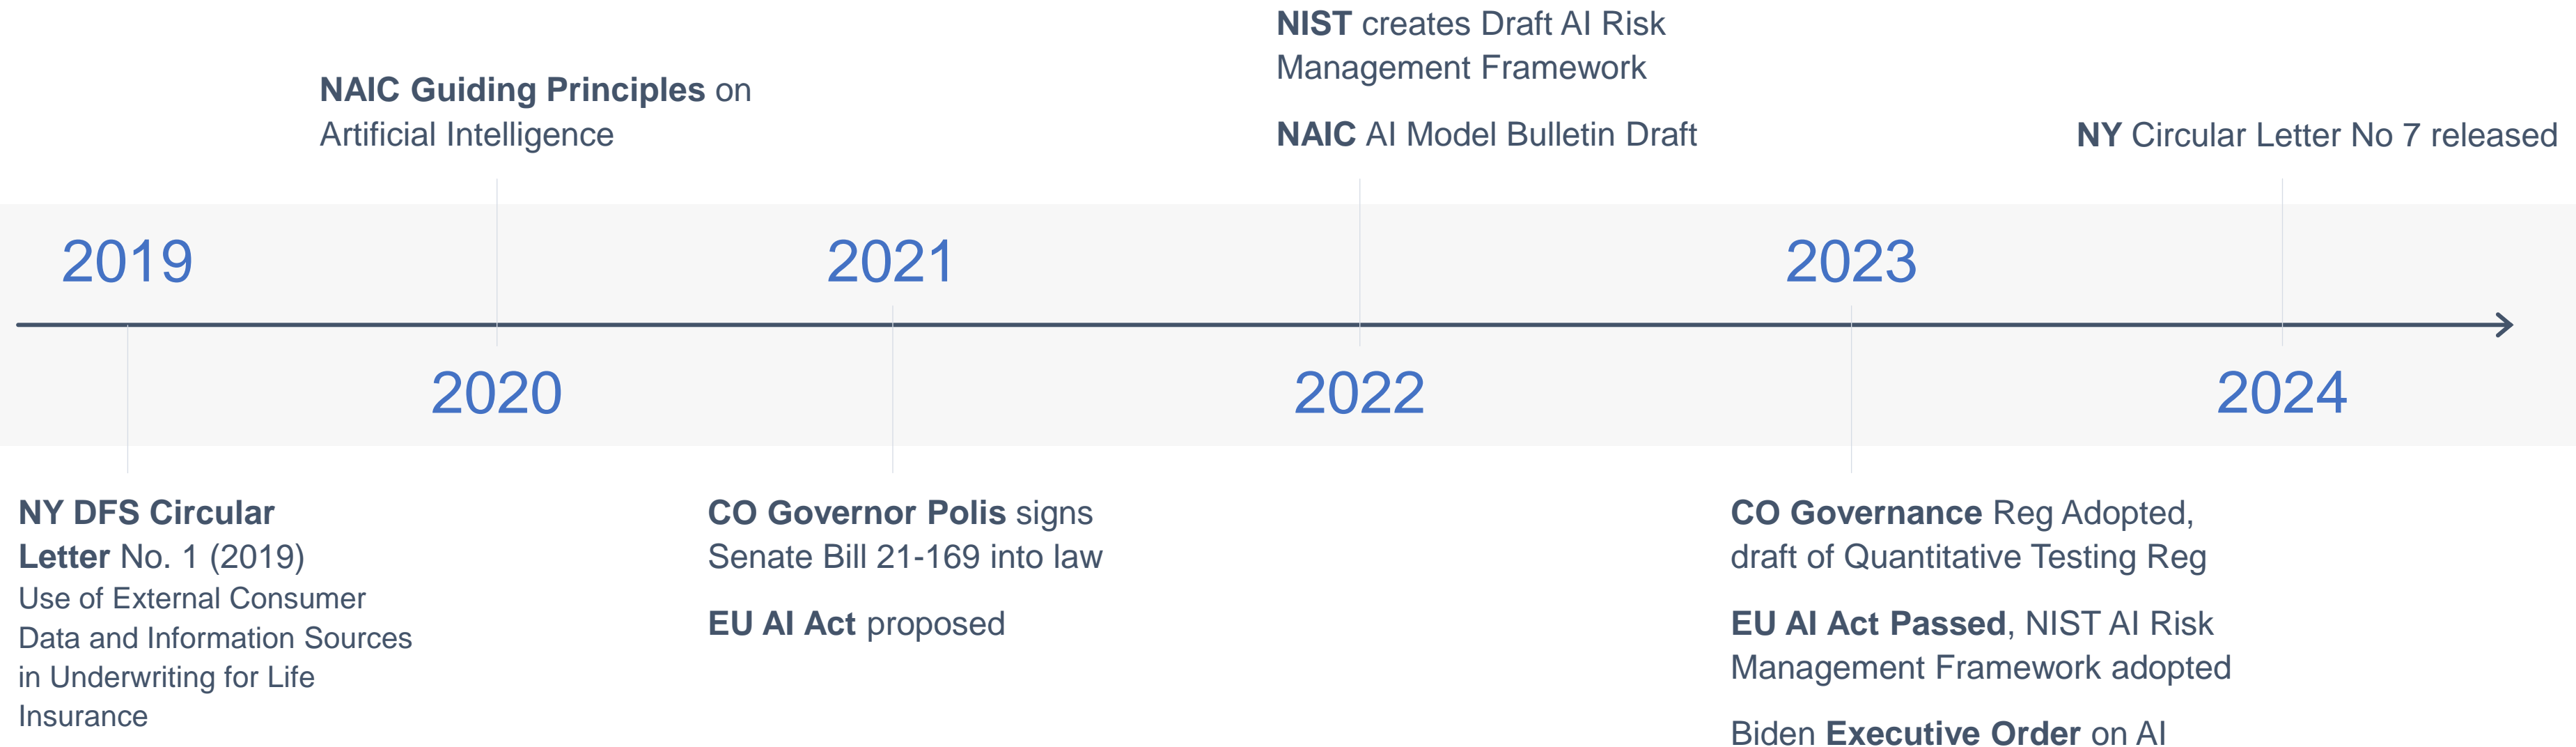 NIST creates Draft AI Risk
Management Framework
NAIC Guiding Principles on
Artificial Intelligence
NAIC AI Model Bulletin Draft
NY Circular Letter No 7 released
2019
2021
2023
2020
2022
2024
NY DFS Circular
Letter No. 1 (2019)
Use of External Consumer
Data and Information Sources
in Underwriting for Life
Insurance
CO Governor Polis signs
Senate Bill 21-169 into law
EU AI Act proposed
CO Governance Reg Adopted,
draft of Quantitative Testing Reg
EU AI Act Passed, NIST AI Risk
Management Framework adopted
Biden Executive Order on AI